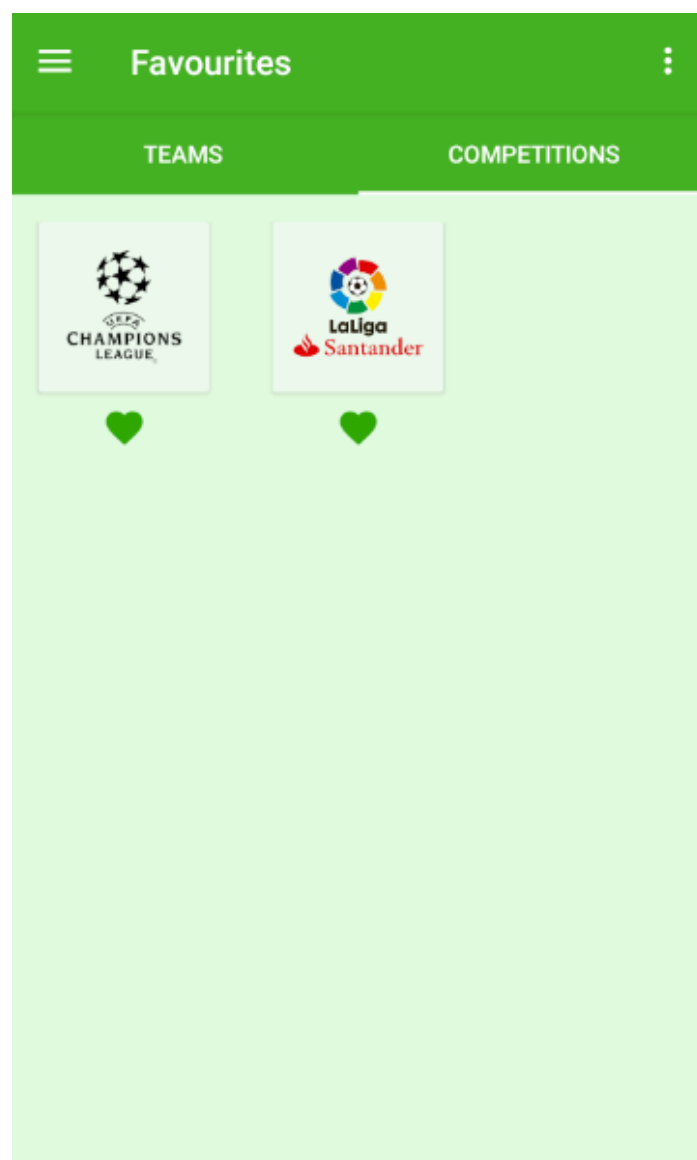 Favourites
TEAMS
COMPETITIONS
UEFA
CHAMPIONS
LEAGUE
LaLiga
Santander